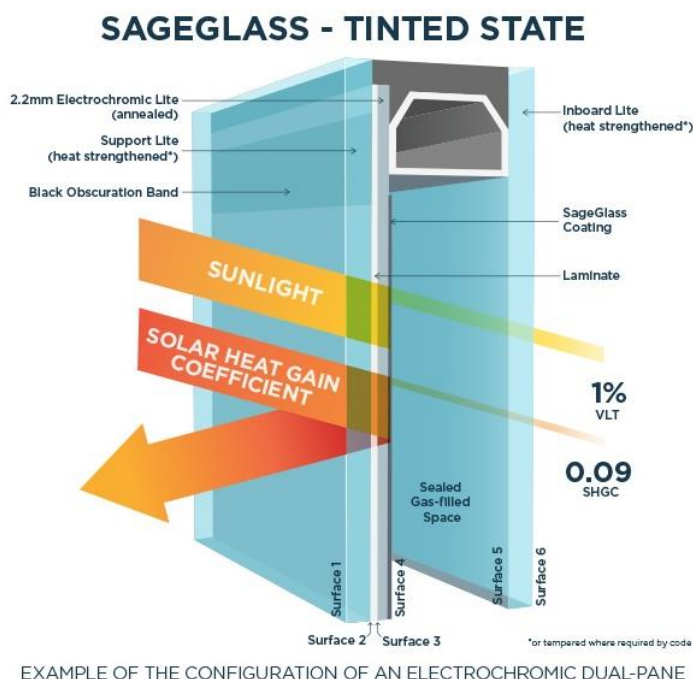 SAGEGLASS - TINTED STATE
2.2mm Electrochromic Lite
(annealed)
Support Lite
(heat strengthened*)
Black Obscuration Band
Inboard Lite
(heat strengthened*)
SageGlass
Coating
Laminate
SUNLIGHT
SOLAR HEAT GAIN
COEFFICIENT
1%
VLT
0.09
SHGC
Sealed
Gas-filled
Space
Surface 1
Surface 4
Surface 5
Surface 6
Surface 2
Surface 3
*or tempered where required by code
EXAMPLE OF THE CONFIGURATION OF AN ELECTROCHROMIC DUAL-PANE